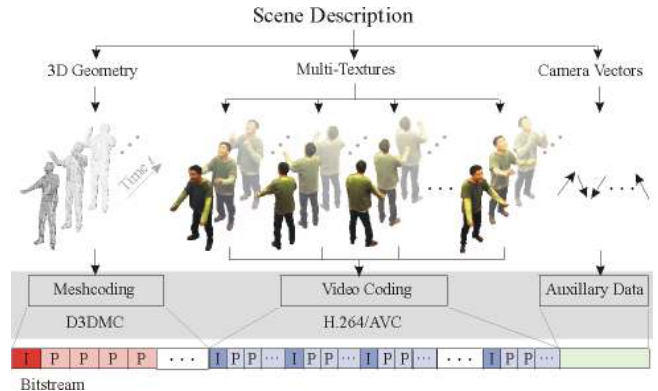 Scene Description
3D Geometry
Multi-Textures
Camera Vectors
Time t
Meshcoding
Video Coding
Auxillary Data
D3DMC
H.264/AVC
I P P P P ... I P P ... I P P ... I P P ... ... I P P ...
Bitstream